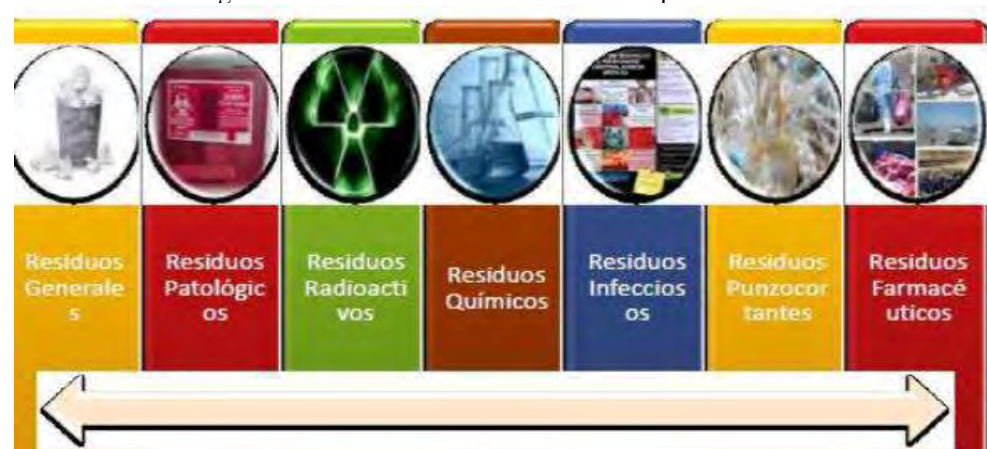 Residuos
Generale
s
Residuos
Patológic
os
Residuos
Radioacti
vos
Residuos
Químicos
Residuos
Infeccios
os
Residuos
Punzocor
tantes
Residuos
Farmacé
uticos